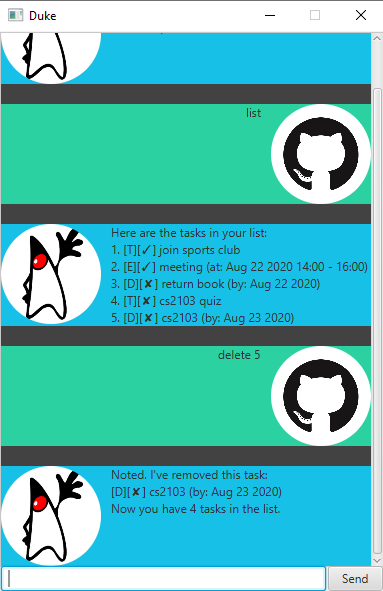 Duke
list
Here are the tasks in your list:
1. [T][✓] join sports club
2. [E][✓] meeting (at: Aug 22 2020 14:00 - 16:00)
3. [D][✘] return book (by: Aug 22 2020)
4. [T][✘] cs2103 quiz
5. [D][✘] cs2103 (by: Aug 23 2020)
delete 5
Noted. I've removed this task:
[D][✘] cs2103 (by: Aug 23 2020)
Now you have 4 tasks in the list.
Send